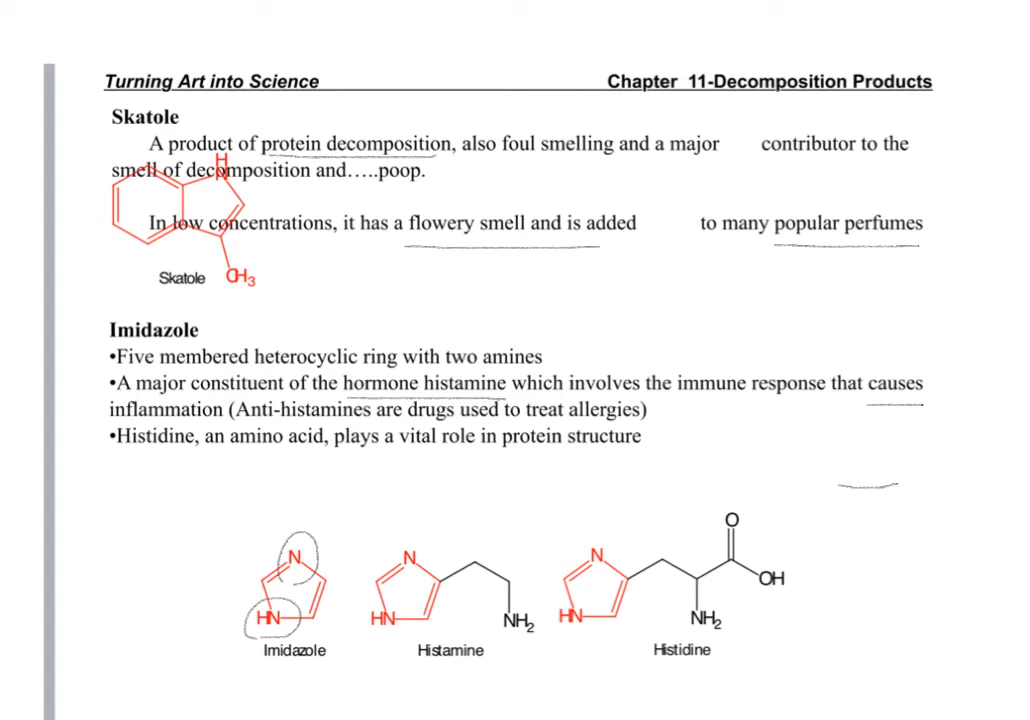 Turning Art into Science Chapter 11-Decomposition Products
Skatole
A product of protein decomposition, also foul smelling and a major contributor to the
smell of decomposition and…..poop.
H
N
In low concentrations, it has a flowery smell and is added to many popular perfumes
Skatole CH3
Imidazole
•Five membered heterocyclic ring with two amines
•A major constituent of the hormone histamine which involves the immune response that causes
inflammation (Anti-histamines are drugs used to treat allergies)
•Histidine, an amino acid, plays a vital role in protein structure
O
N N N
OH
HN HN NH2 HN NH2
Imidazole Histamine Histidine